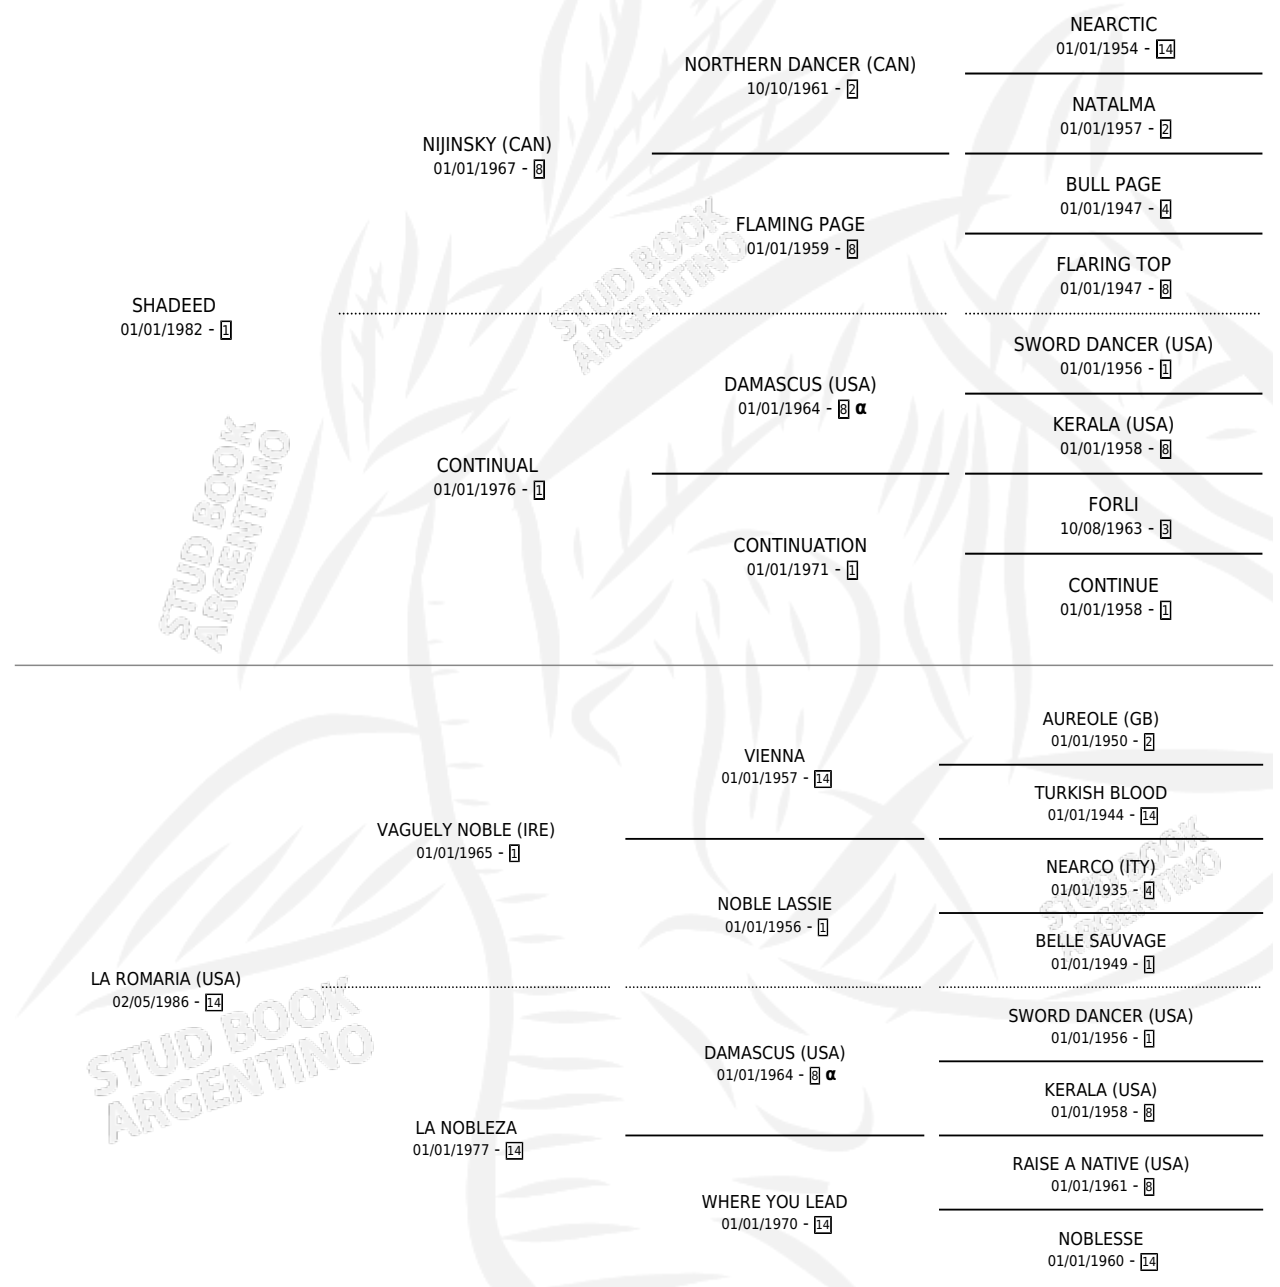 NEARCTIC
01/01/1954 - 14
NORTHERN DANCER (CAN)
10/10/1961 - 2
NATALMA
01/01/1957 - 2
NIJINSKY (CAN)
01/01/1967 - 8
BULL PAGE
01/01/1947 - 4
FLAMING PAGE
01/01/1959 - 8
FLARING TOP
01/01/1947 - 8
SHADEED
01/01/1982 - 1
SWORD DANCER (USA)
01/01/1956 - 1
DAMASCUS (USA)
01/01/1964 - 8 α
KERALA (USA)
01/01/1958 - 8
CONTINUAL
01/01/1976 - 1
FORLI
10/08/1963 - 3
CONTINUATION
01/01/1971 - 1
CONTINUE
01/01/1958 - 1
STUD BOOK
ARGENTINO
STUD BOOK
ARGENTINO
AUREOLE (GB)
01/01/1950 - 2
VIENNA
01/01/1957 - 14
TURKISH BLOOD
01/01/1944 - 14
VAGUELY NOBLE (IRE)
01/01/1965 - 1
NEARCO (ITY)
01/01/1935 - 4
NOBLE LASSIE
01/01/1956 - 1
BELLE SAUVAGE
01/01/1949 - 1
LA ROMARIA (USA)
02/05/1986 - 14
SWORD DANCER (USA)
01/01/1956 - 1
DAMASCUS (USA)
01/01/1964 - 8 α
KERALA (USA)
01/01/1958 - 8
LA NOBLEZA
01/01/1977 - 14
RAISE A NATIVE (USA)
01/01/1961 - 8
WHERE YOU LEAD
01/01/1970 - 14
NOBLESSE
01/01/1960 - 14
STUD BOOK
ARGENTINO
STUD BOOK
ARGENTINO